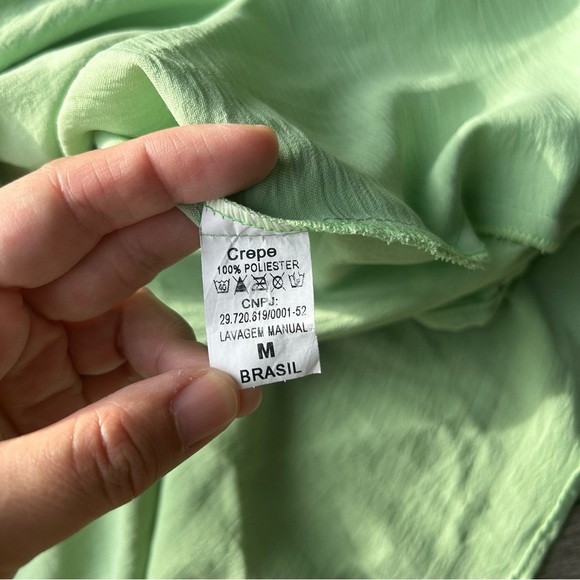 Crepe
100% POLIESTER
CNPJ:
29.720.619/0001-52
LAVAGEM MANUAL
M
BRASIL